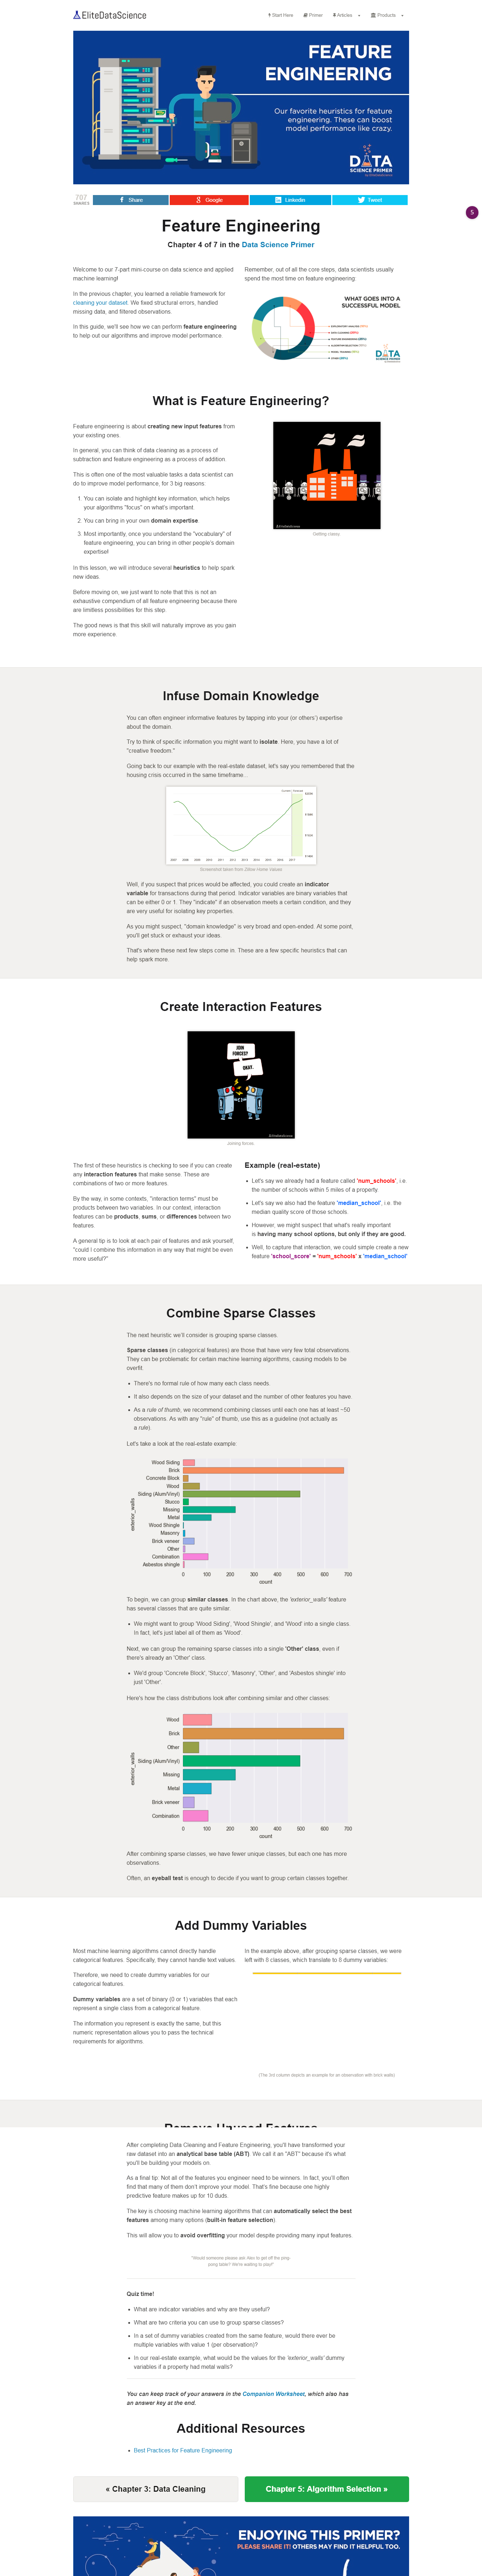 EliteDataScience
Start Here
Primer
Articles
Products
FEATURE
ENGINEERING
Our favorite heuristics for feature
engineering. These can boost
model performance like crazy.
DATA
SCIENCE PRIMER
707
SHARES
Share
Google
Linkedin
Tweet
5
Feature Engineering
Chapter 4 of 7 in the Data Science Primer
Welcome to our 7-part mini-course on data science and applied
machine learning!
In the previous chapter, you learned a reliable framework for
cleaning your dataset. We fixed structural errors, handled
missing data, and filtered observations.
In this guide, we'll see how we can perform feature engineering
to help out our algorithms and improve model performance.
Remember, out of all the core steps, data scientists usually
spend the most time on feature engineering:
WHAT GOES INTO A
SUCCESSFUL MODEL
DATA
SCIENCE PRIMER
What is Feature Engineering?
Feature engineering is about creating new input features from
your existing ones.
In general, you can think of data cleaning as a process of
subtraction and feature engineering as a process of addition.
This is often one of the most valuable tasks a data scientist can
do to improve model performance, for 3 big reasons:
1. You can isolate and highlight key information, which helps
your algorithms "focus" on what's important.
2. You can bring in your own domain expertise.
3. Most importantly, once you understand the "vocabulary" of
feature engineering, you can bring in other people's domain
expertise!
In this lesson, we will introduce several heuristics to help spark
new ideas.
Before moving on, we just want to note that this is not an
exhaustive compendium of all feature engineering because there
are limitless possibilities for this step.
The good news is that this skill will naturally improve as you gain
more experience.
Getting classy.
Infuse Domain Knowledge
You can often engineer informative features by tapping into your (or others') expertise
about the domain.
Try to think of specific information you might want to isolate. Here, you have a lot of
"creative freedom."
Going back to our example with the real-estate dataset, let's say you remembered that the
housing crisis occurred in the same timeframe...
2007 2008 2009 2010 2011 2012 2013 2014 2015 2016 2017
Screenshot taken from Zillow Home Values
Well, if you suspect that prices would be affected, you could create an indicator
variable for transactions during that period. Indicator variables are binary variables that
can be either 0 or 1. They "indicate" if an observation meets a certain condition, and they
are very useful for isolating key properties.
As you might suspect, "domain knowledge" is very broad and open-ended. At some point,
you'll get stuck or exhaust your ideas.
That's where these next few steps come in. These are a few specific heuristics that can
help spark more.
Create Interaction Features
JOIN
FORCES?
OKAY.
Joining forces.
The first of these heuristics is checking to see if you can create
any interaction features that make sense. These are
combinations of two or more features.
By the way, in some contexts, "interaction terms" must be
products between two variables. In our context, interaction
features can be products, sums, or differences between two
features.
A general tip is to look at each pair of features and ask yourself,
"could I combine this information in any way that might be even
more useful?"
Example (real-estate)
• Let's say we already had a feature called 'num_schools', i.e.
the number of schools within 5 miles of a property.
• Let's say we also had the feature 'median_school', i.e. the
median quality score of those schools.
• However, we might suspect that what's really important
is having many school options, but only if they are good.
• Well, to capture that interaction, we could simple create a new
feature 'school_score' = 'num_schools' x 'median_school'
Combine Sparse Classes
The next heuristic we'll consider is grouping sparse classes.
Sparse classes (in categorical features) are those that have very few total observations.
They can be problematic for certain machine learning algorithms, causing models to be
overfit.
• There's no formal rule of how many each class needs.
• It also depends on the size of your dataset and the number of other features you have.
• As a rule of thumb, we recommend combining classes until each one has at least ~50
observations. As with any "rule" of thumb, use this as a guideline (not actually as
a rule).
Let's take a look at the real-estate example:
exterior_walls
Wood Siding
Brick
Concrete Block
Wood
Siding (Alum/Vinyl)
Stucco
Missing
Metal
Wood Shingle
Masonry
Brick veneer
Other
Combination
Asbestos shingle
0 100 200 300 400 500 600 700
count
To begin, we can group similar classes. In the chart above, the 'exterior_walls' feature
has several classes that are quite similar.
• We might want to group 'Wood Siding', 'Wood Shingle', and 'Wood' into a single class.
In fact, let's just label all of them as 'Wood'.
Next, we can group the remaining sparse classes into a single 'Other' class, even if
there's already an 'Other' class.
• We'd group 'Concrete Block', 'Stucco', 'Masonry', 'Other', and 'Asbestos shingle' into
just 'Other'.
Here's how the class distributions look after combining similar and other classes:
exterior_walls
Wood
Brick
Other
Siding (Alum/Vinyl)
Missing
Metal
Brick veneer
Combination
0 100 200 300 400 500 600 700
count
After combining sparse classes, we have fewer unique classes, but each one has more
observations.
Often, an eyeball test is enough to decide if you want to group certain classes together.
Add Dummy Variables
Most machine learning algorithms cannot directly handle
categorical features. Specifically, they cannot handle text values.
Therefore, we need to create dummy variables for our
categorical features.
Dummy variables are a set of binary (0 or 1) variables that each
represent a single class from a categorical feature.
The information you represent is exactly the same, but this
numeric representation allows you to pass the technical
requirements for algorithms.
In the example above, after grouping sparse classes, we were
left with 8 classes, which translate to 8 dummy variables:
(The 3rd column depicts an example for an observation with brick walls)
Remove Unused Features
After completing Data Cleaning and Feature Engineering, you'll have transformed your
raw dataset into an analytical base table (ABT). We call it an "ABT" because it's what
you'll be building your models on.
As a final tip: Not all of the features you engineer need to be winners. In fact, you'll often
find that many of them don't improve your model. That's fine because one highly
predictive feature makes up for 10 duds.
The key is choosing machine learning algorithms that can automatically select the best
features among many options (built-in feature selection).
This will allow you to avoid overfitting your model despite providing many input features.
"Would someone please ask Alex to get off the ping
pong table? We're waiting to play!"
Quiz time!
• What are indicator variables and why are they useful?
• What are two criteria you can use to group sparse classes?
• In a set of dummy variables created from the same feature, would there ever be
multiple variables with value 1 (per observation)?
• In our real-estate example, what would be the values for the 'exterior_walls' dummy
variables if a property had metal walls?
You can keep track of your answers in the Companion Worksheet, which also has
an answer key at the end.
Additional Resources
• Best Practices for Feature Engineering
« Chapter 3: Data Cleaning
Chapter 5: Algorithm Selection »
ENJOYING THIS PRIMER?
PLEASE SHARE IT! OTHERS MAY FIND IT HELPFUL TOO.